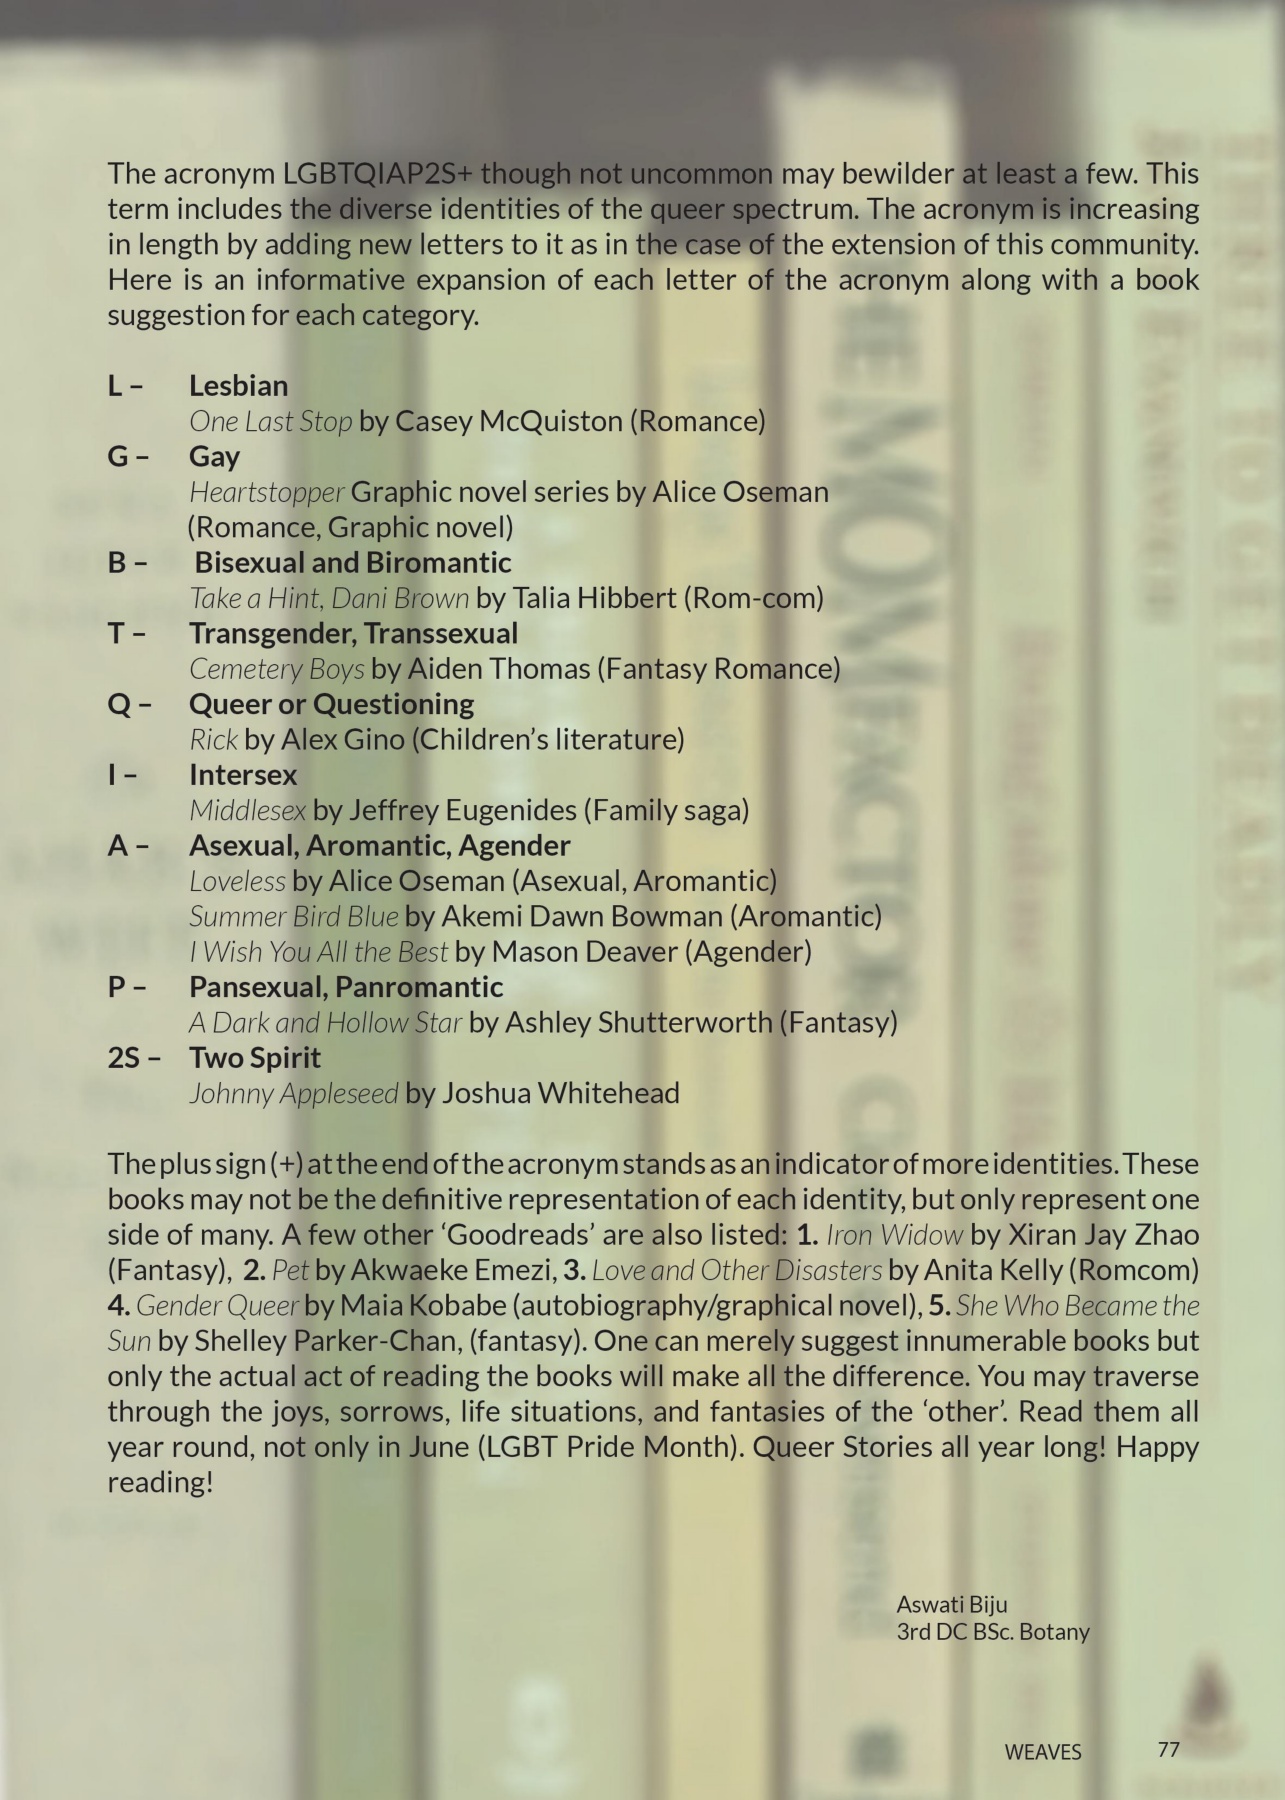 The acronym LGBTQIAP2S+ though not uncommon may bewilder at least a few. This
term includes the diverse identities of the queer spectrum. The acronym is increasing
in length by adding new letters to it as in the case of the extension of this community.
Here is an informative expansion of each letter of the acronym along with a book
suggestion for each category.
L – Lesbian
One Last Stop by Casey McQuiston (Romance)
G – Gay
Heartstopper Graphic novel series by Alice Oseman
(Romance, Graphic novel)
B – Bisexual and Biromantic
Take a Hint, Dani Brown by Talia Hibbert (Rom-com)
T – Transgender, Transsexual
Cemetery Boys by Aiden Thomas (Fantasy Romance)
Q – Queer or Questioning
Rick by Alex Gino (Children’s literature)
I – Intersex
Middlesex by Jeffrey Eugenides (Family saga)
A – Asexual, Aromantic, Agender
Loveless by Alice Oseman (Asexual, Aromantic)
Summer Bird Blue by Akemi Dawn Bowman (Aromantic)
I Wish You All the Best by Mason Deaver (Agender)
P – Pansexual, Panromantic
A Dark and Hollow Star by Ashley Shutterworth (Fantasy)
2S – Two Spirit
Johnny Appleseed by Joshua Whitehead
The plus sign (+) at the end of the acronym stands as an indicator of more identities. These
books may not be the definitive representation of each identity, but only represent one
side of many. A few other ‘Goodreads’ are also listed: 1. Iron Widow by Xiran Jay Zhao
(Fantasy), 2. Pet by Akwaeke Emezi, 3. Love and Other Disasters by Anita Kelly (Romcom)
4. Gender Queer by Maia Kobabe (autobiography/graphical novel), 5. She Who Became the
Sun by Shelley Parker-Chan, (fantasy). One can merely suggest innumerable books but
only the actual act of reading the books will make all the difference. You may traverse
through the joys, sorrows, life situations, and fantasies of the ‘other’. Read them all
year round, not only in June (LGBT Pride Month). Queer Stories all year long! Happy
reading!
Aswati Biju
3rd DC BSc. Botany
WEAVES 77